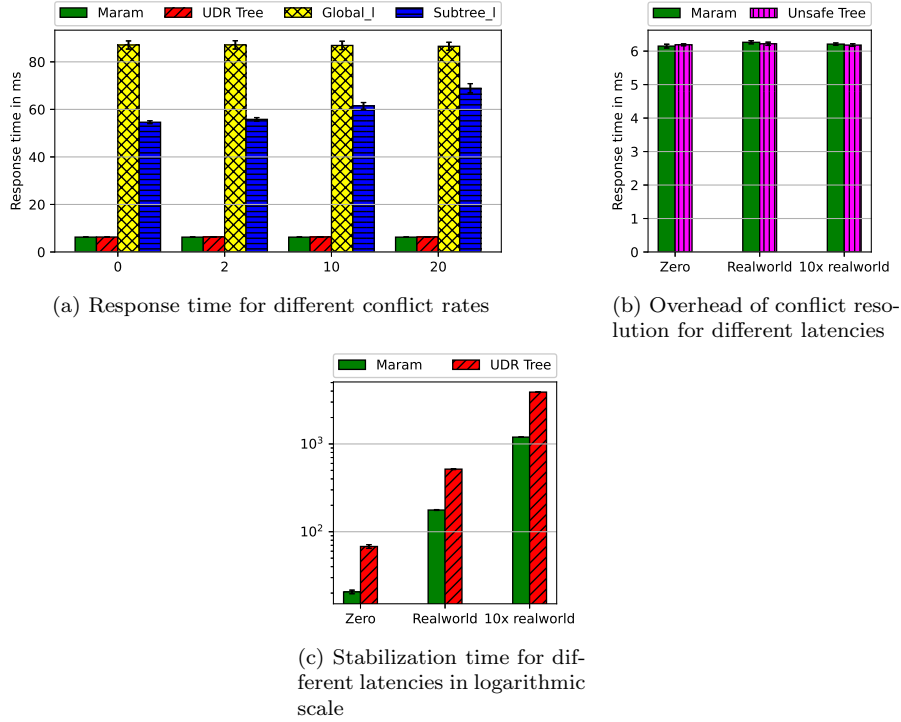 Maram UDR Tree Global_l Subtree_l
Response time in ms
80
60
40
20
0
0 2 10 20
(a) Response time for different conflict rates
Maram Unsafe Tree
Response time in ms
6
5
4
3
2
1
0
Zero Realworld 10x realworld
(b) Overhead of conflict reso-
lution for different latencies
Maram UDR Tree
10³
10²
Zero Realworld 10x realworld
(c) Stabilization time for dif-
ferent latencies in logarithmic
scale